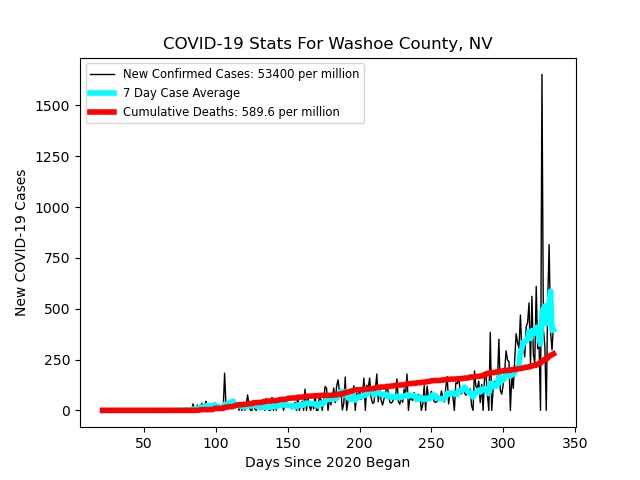 COVID-19 Stats For Washoe County, NV
New Confirmed Cases: 53400 per million
7 Day Case Average
Cumulative Deaths: 589.6 per million
1500
1250
1000
750
500
250
0
New COVID-19 Cases
50 100 150 200 250 300 350
Days Since 2020 Began